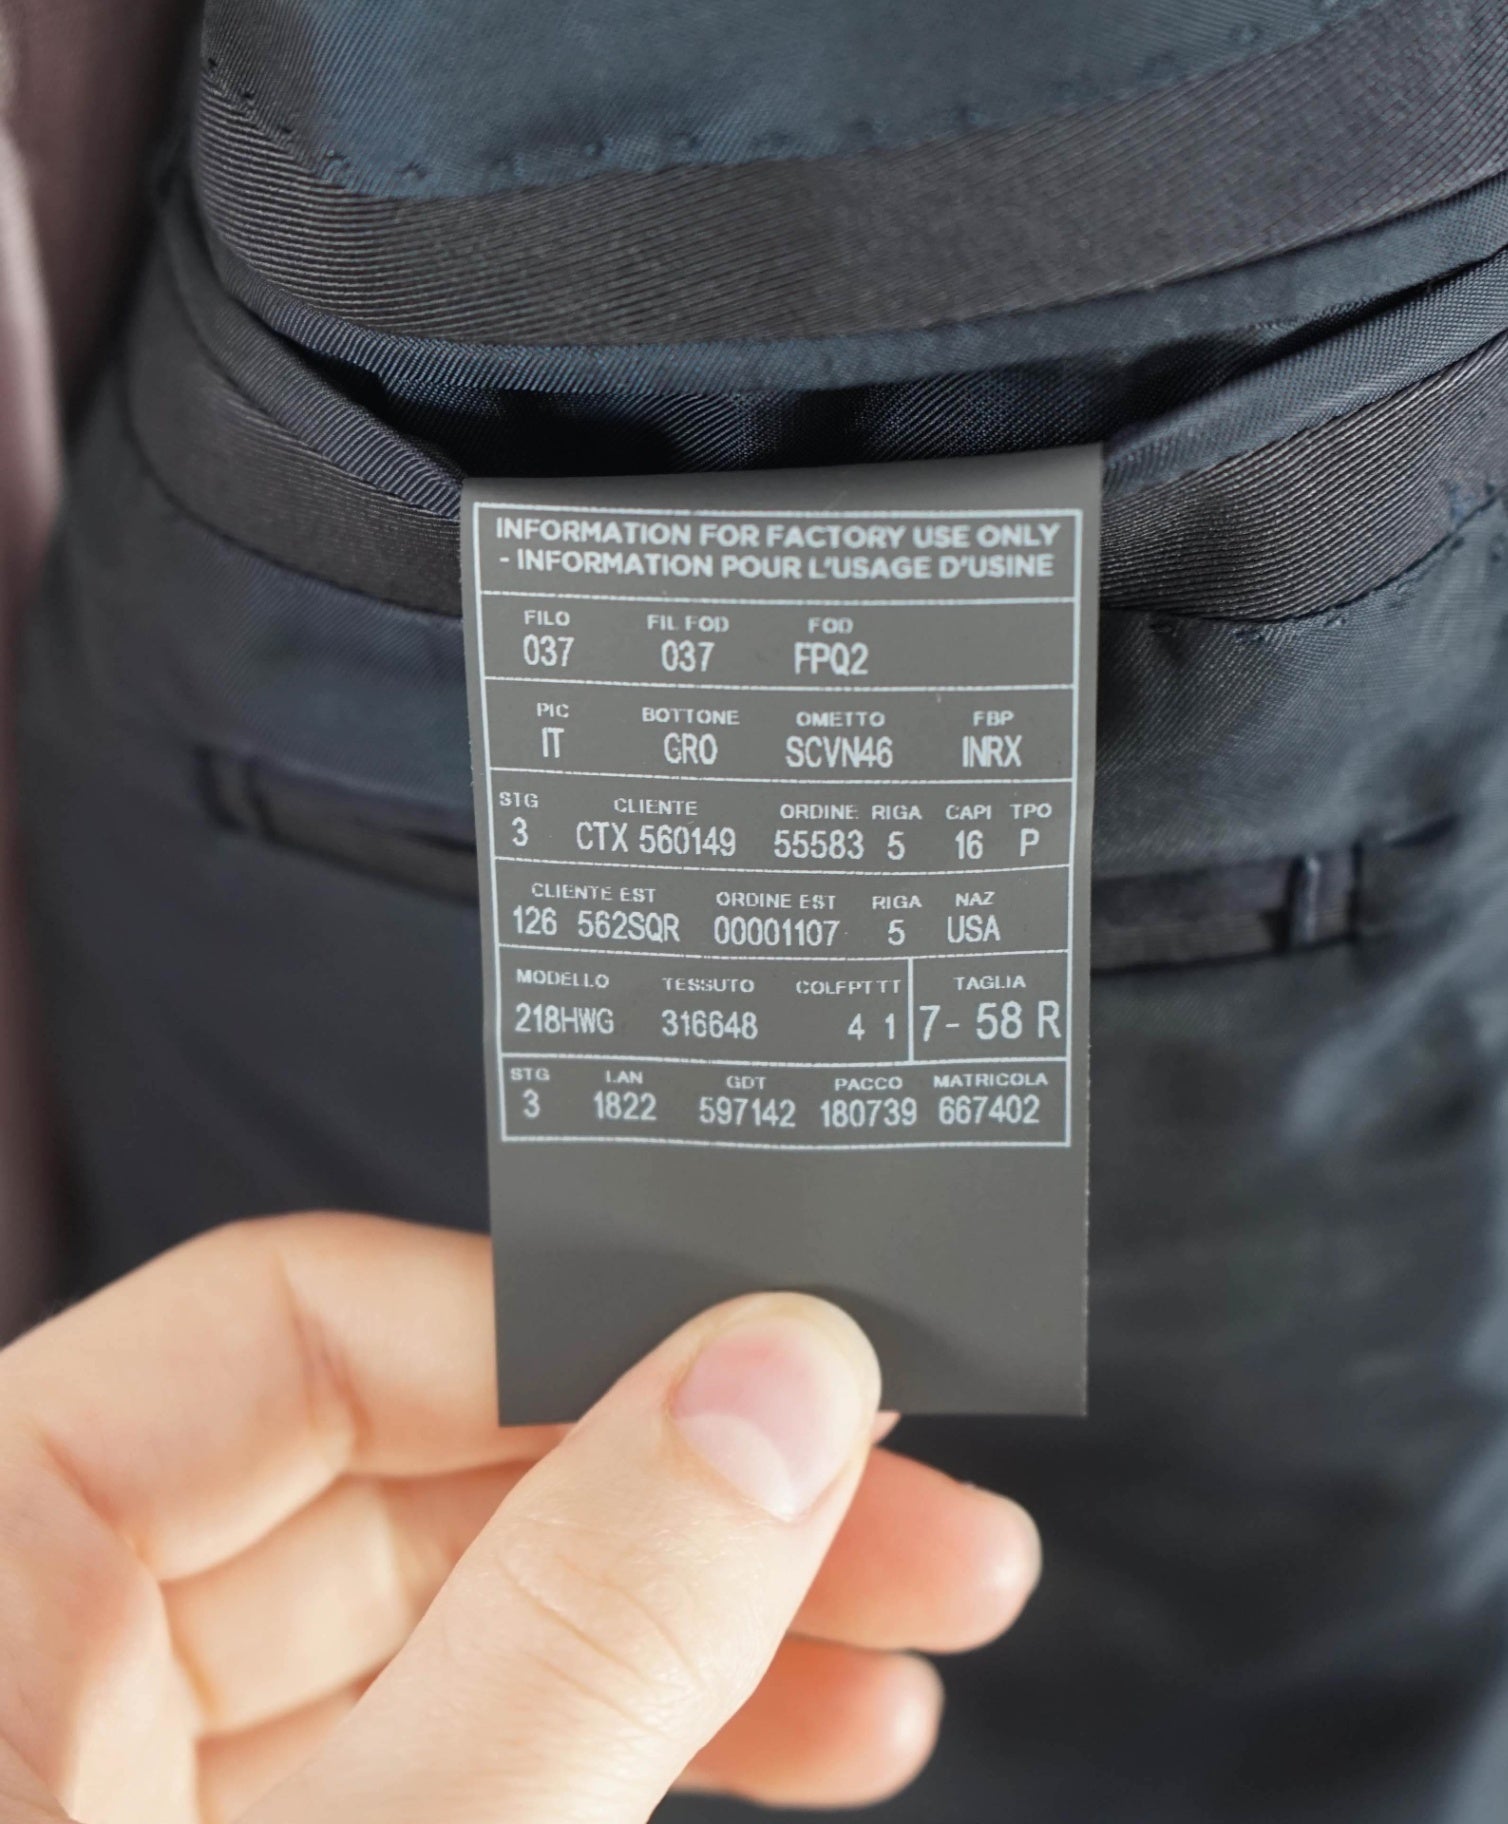 INFORMATION FOR FACTORY USE ONLY
- INFORMATION POUR L'USAGE D'USINE
FILO FIL FOD FOD
037 037 FPQ2
PIC BOTTONE OMETTO FBP
IT GRO SCVN46 INRX
STG CLIENTE ORDINE RIGA CAPI TPO
3 CTX 560149 55583 5 16 P
CLIENTE EST ORDINE EST RIGA NAZ
126 562SQR 00001107 5 USA
MODELLO TESSUTO COLFPTTT TAGLIA
218HWG 316648 4 1 7- 58 R
STG LAN GDT PACCO MATRICOLA
3 1822 597142 180739 667402